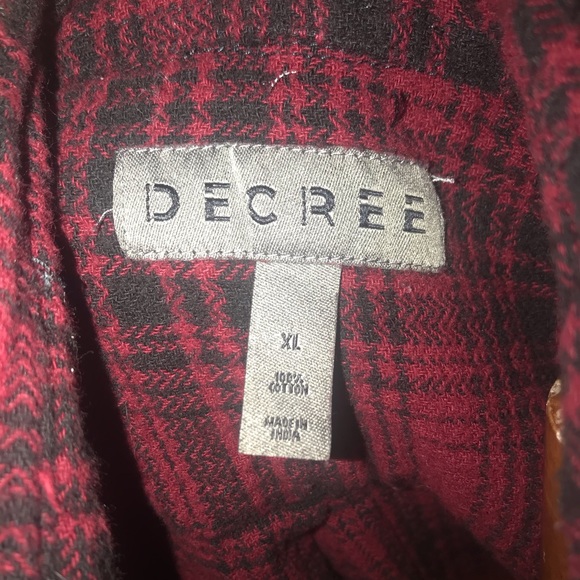 DECREE
XL
100%
COTTON
MADE IN
INDIA